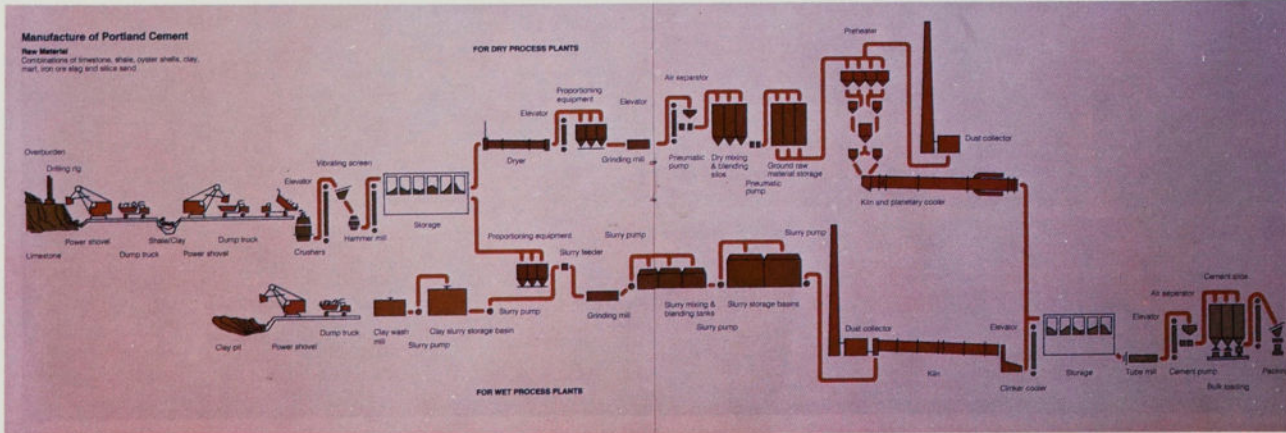 Manufacture of Portland Cement
Raw Material
Combinations of limestone, shale, oyster shells, clay,
marl, iron ore slag and silica sand
FOR DRY PROCESS PLANTS
Preheater
Air separator
Proportioning
equipment
Elevator
Elevator
Dust collector
Overburden
Drilling rig
Vibrating screen
Elevator
Dryer
Grinding mill
Pneumatic
pump
Dry mixing
& blending
silos
Pneumatic
pump
Ground raw
material storage
Kiln and planetary cooler
Power shovel
Shale/Clay
Dump truck
Limestone
Dump truck
Power shovel
Crushers
Hammer mill
Storage
Proportioning equipment
Slurry feeder
Slurry pump
Slurry pump
Clay pit
Power shovel
Dump truck
Clay wash
mill
Slurry pump
Clay slurry storage basin
Slurry pump
Grinding mill
Slurry mixing &
blending tanks
Slurry pump
Slurry storage basins
Dust collector
Kiln
Elevator
Clinker cooler
Storage
Tube mill
Elevator
Air separator
Cement silos
Cement pump
Bulk loading
FOR WET PROCESS PLANTS